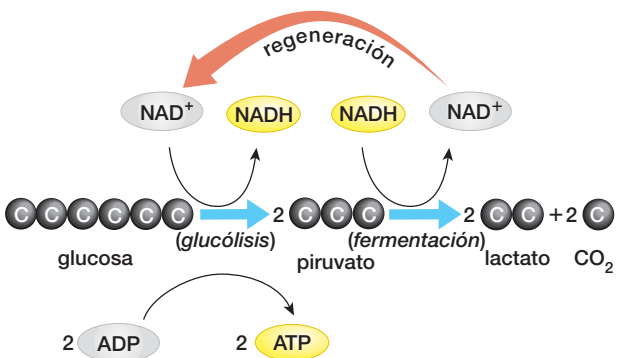 regeneración
NAD+ NADH NADH NAD+
C C C C C C 2 C C C 2 C C +2 C
(glucólisis) (fermentación)
glucosa piruvato lactato CO2
2 ADP 2 ATP